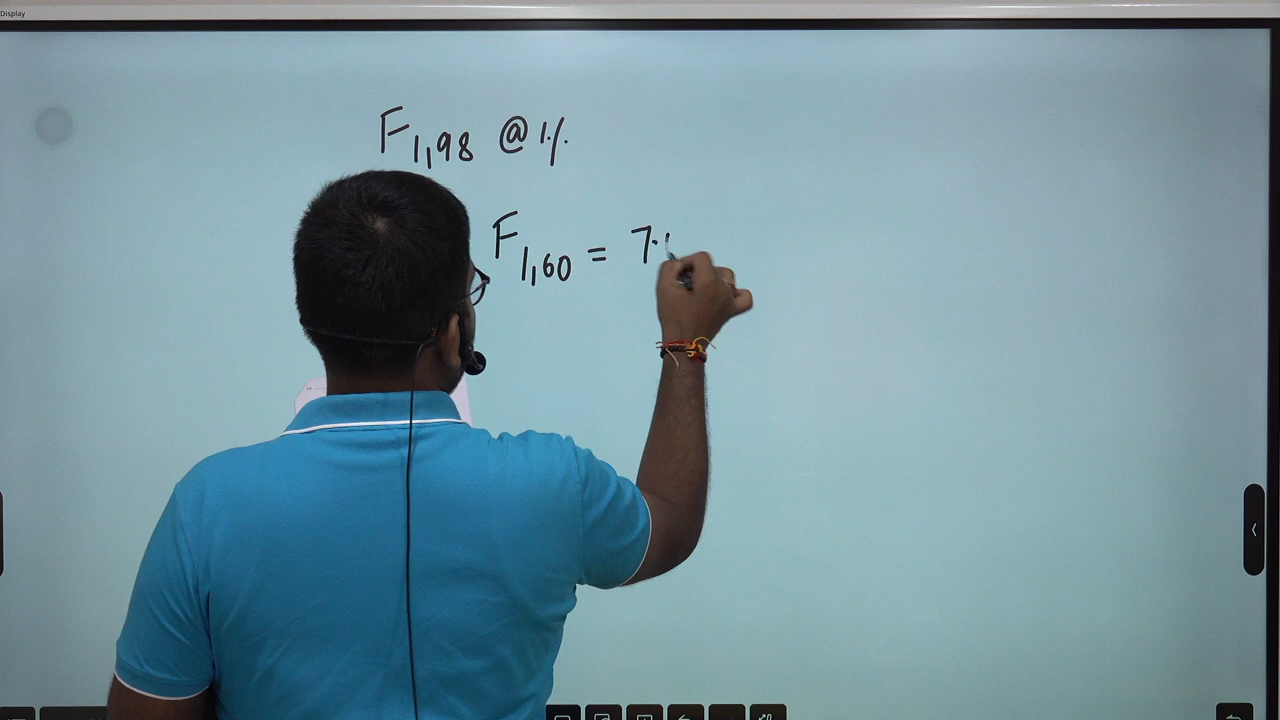 Display
F1,98 @ 1%
F1,60 = 7.